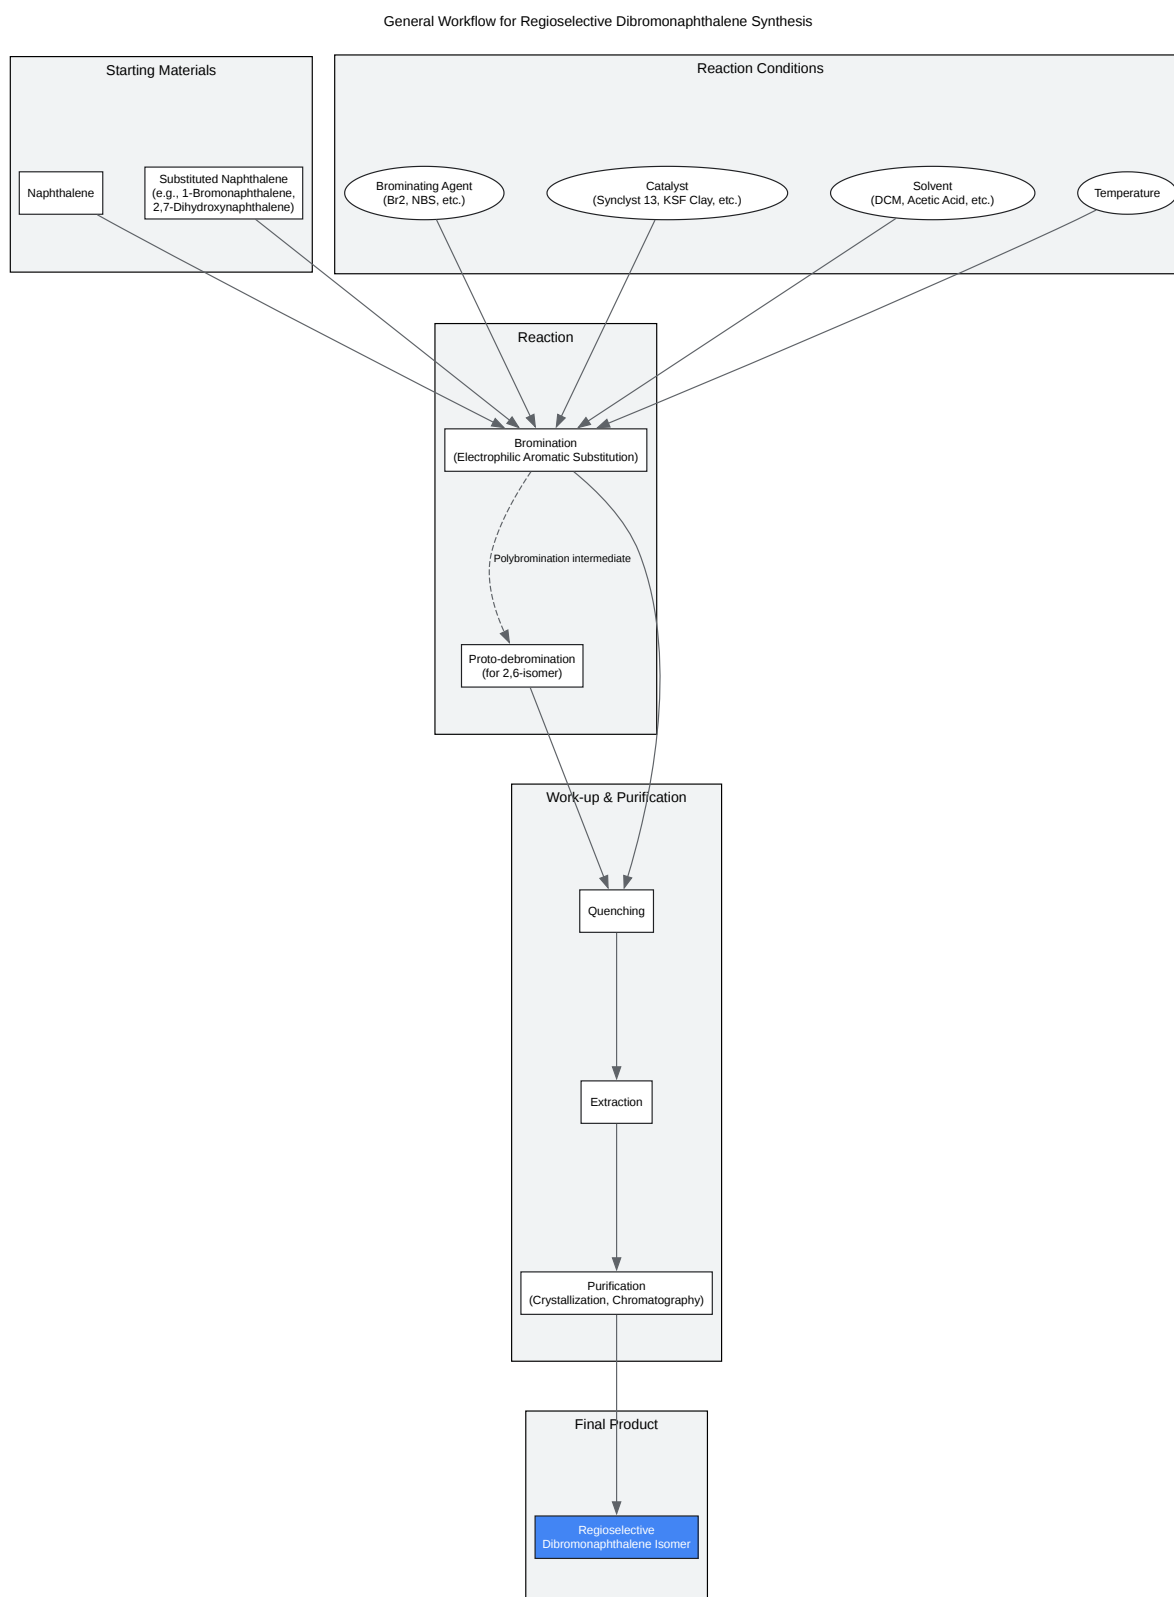 General Workflow for Regioselective Dibromonaphthalene Synthesis
Starting Materials
Reaction Conditions
Naphthalene
Substituted Naphthalene
(e.g., 1-Bromonaphthalene,
2,7-Dihydroxynaphthalene)
Brominating Agent
(Br2, NBS, etc.)
Catalyst
(Synclyst 13, KSF Clay, etc.)
Solvent
(DCM, Acetic Acid, etc.)
Temperature
Reaction
Bromination
(Electrophilic Aromatic Substitution)
Polybromination intermediate
Proto-debromination
(for 2,6-isomer)
Work-up & Purification
Quenching
Extraction
Purification
(Crystallization, Chromatography)
Final Product
Regioselective
Dibromonaphthalene Isomer